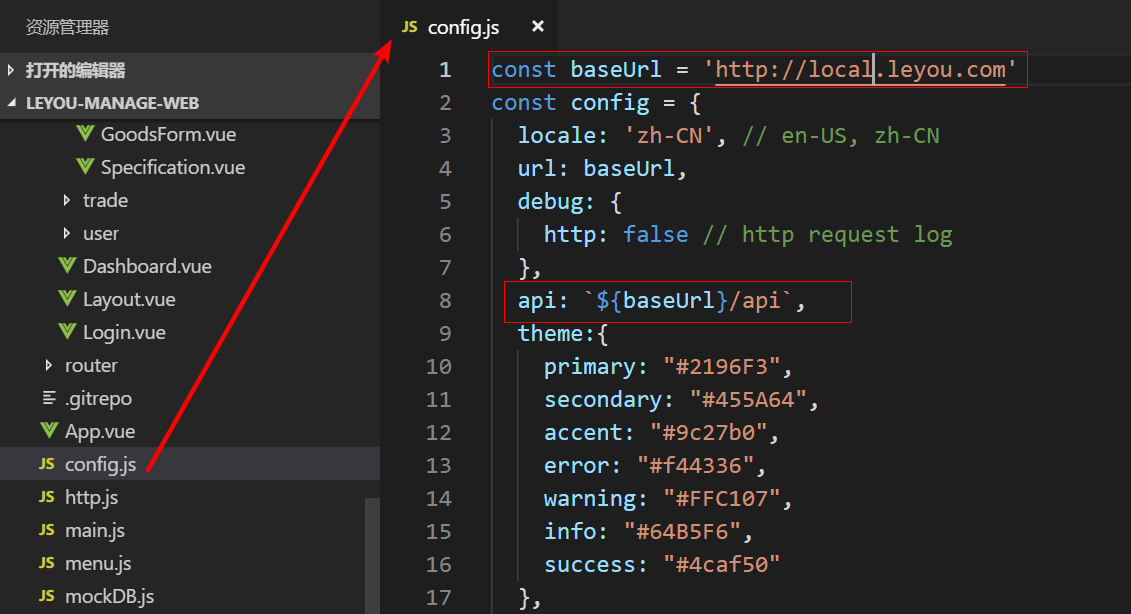 资源管理器
打开的编辑器
LEYOU-MANAGE-WEB
GoodsForm.vue
Specification.vue
trade
user
Dashboard.vue
Layout.vue
Login.vue
router
.gitrepo
App.vue
JS config.js
JS http.js
JS main.js
JS menu.js
JS mockDB.js
JS config.js ×
1 const baseUrl = 'http://local.leyou.com'
2 const config = {
3 locale: 'zh-CN', // en-US, zh-CN
4 url: baseUrl,
5 debug: {
6 http: false // http request log
7 },
8 api: `${baseUrl}/api`,
9 theme:{
10 primary: "#2196F3",
11 secondary: "#455A64",
12 accent: "#9c27b0",
13 error: "#f44336",
14 warning: "#FFC107",
15 info: "#64B5F6",
16 success: "#4caf50"
17 },